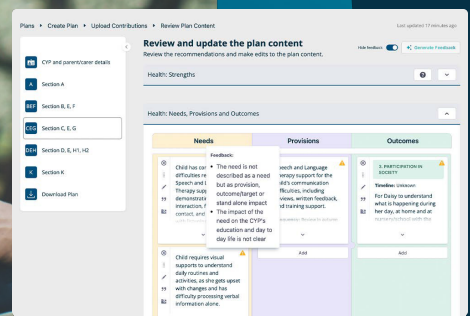 Plans ▸ Create Plan ▸ Upload Contributions ▸ Review Plan Content
Last updated 17 minutes ago
Review and update the plan content
Review the recommendations and make edits to the plan content.
Hide feedback
Generate Feedback
CYP and parent/carer details
A Section A
BEF Section B, E, F
CEG Section C, E, G
DEH Section D, E, H1, H2
K Section K
Download Plan
Health: Strengths
Health: Needs, Provisions and Outcomes
Needs
Provisions
Outcomes
Feedback:
• The need is not
described as a need
but as provision,
outcome/target or
stand alone impact
• The impact of the
need on the CYP's
education and day to
day life is not clear
Child has
difficulties
Speech and
Therapy
interaction,
contact, and
Speech and Language
therapy support for the
child's communication
difficulties, including
written feedback,
and training support.
3. PARTICIPATION IN
SOCIETY
Timeline: Unknown
For Daisy to understand
what is happening during
her day, at home and at
Child requires visual
supports to understand
daily routines and
activities, as she gets upset
with changes and has
difficulty processing verbal
information alone.
Add
Add